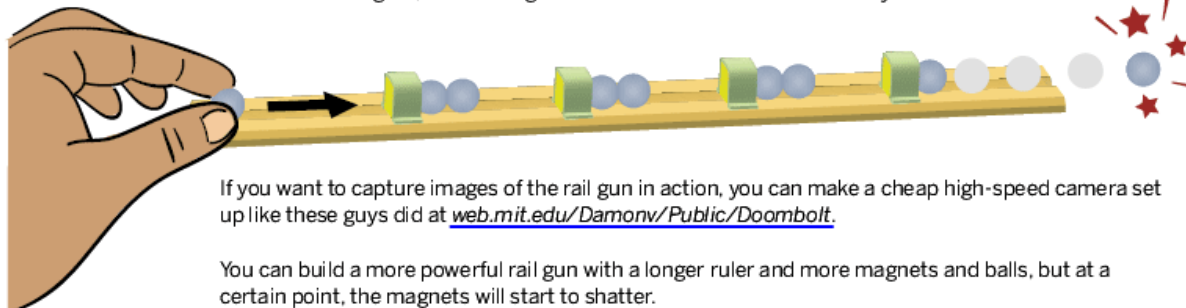 If you want to capture images of the rail gun in action, you can make a cheap high-speed camera set
up like these guys did at web.mit.edu/Damonv/Public/Doombolt.
You can build a more powerful rail gun with a longer ruler and more magnets and balls, but at a
certain point, the magnets will start to shatter.